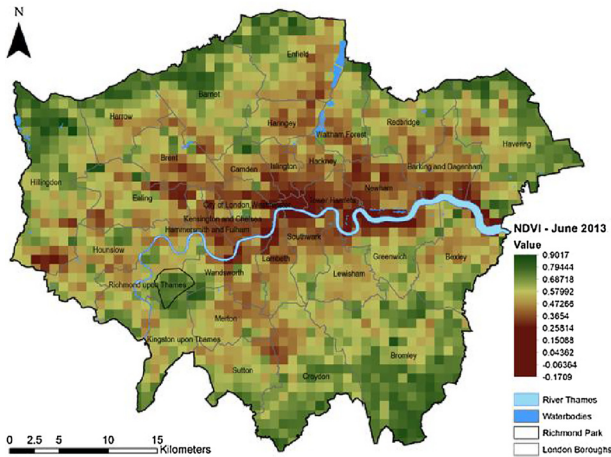 N
Enfield
Barnet
Harrow
Haringey
Waltham Forest
Redbridge
Havering
Brent
Camden
Islington
Hackney
Barking and Dagenham
Hillingdon
Ealing
Newham
City of London
Tower Hamlets
Kensington and Chelsea
Hammersmith and Fulham
Hounslow
Southwark
Lambeth
Greenwich
Bexley
Wandsworth
Lewisham
Richmond upon Thames
Merton
Kingston upon Thames
Sutton
Croydon
Bromley
NDVI - June 2013
Value
0.9017
0.79444
0.68718
0.57992
0.47266
0.3654
0.25814
0.15088
0.04362
-0.06364
-0.1709
River Thames
Waterbodies
Richmond Park
London Boroughs
0 2.5 5 10 15
Kilometers